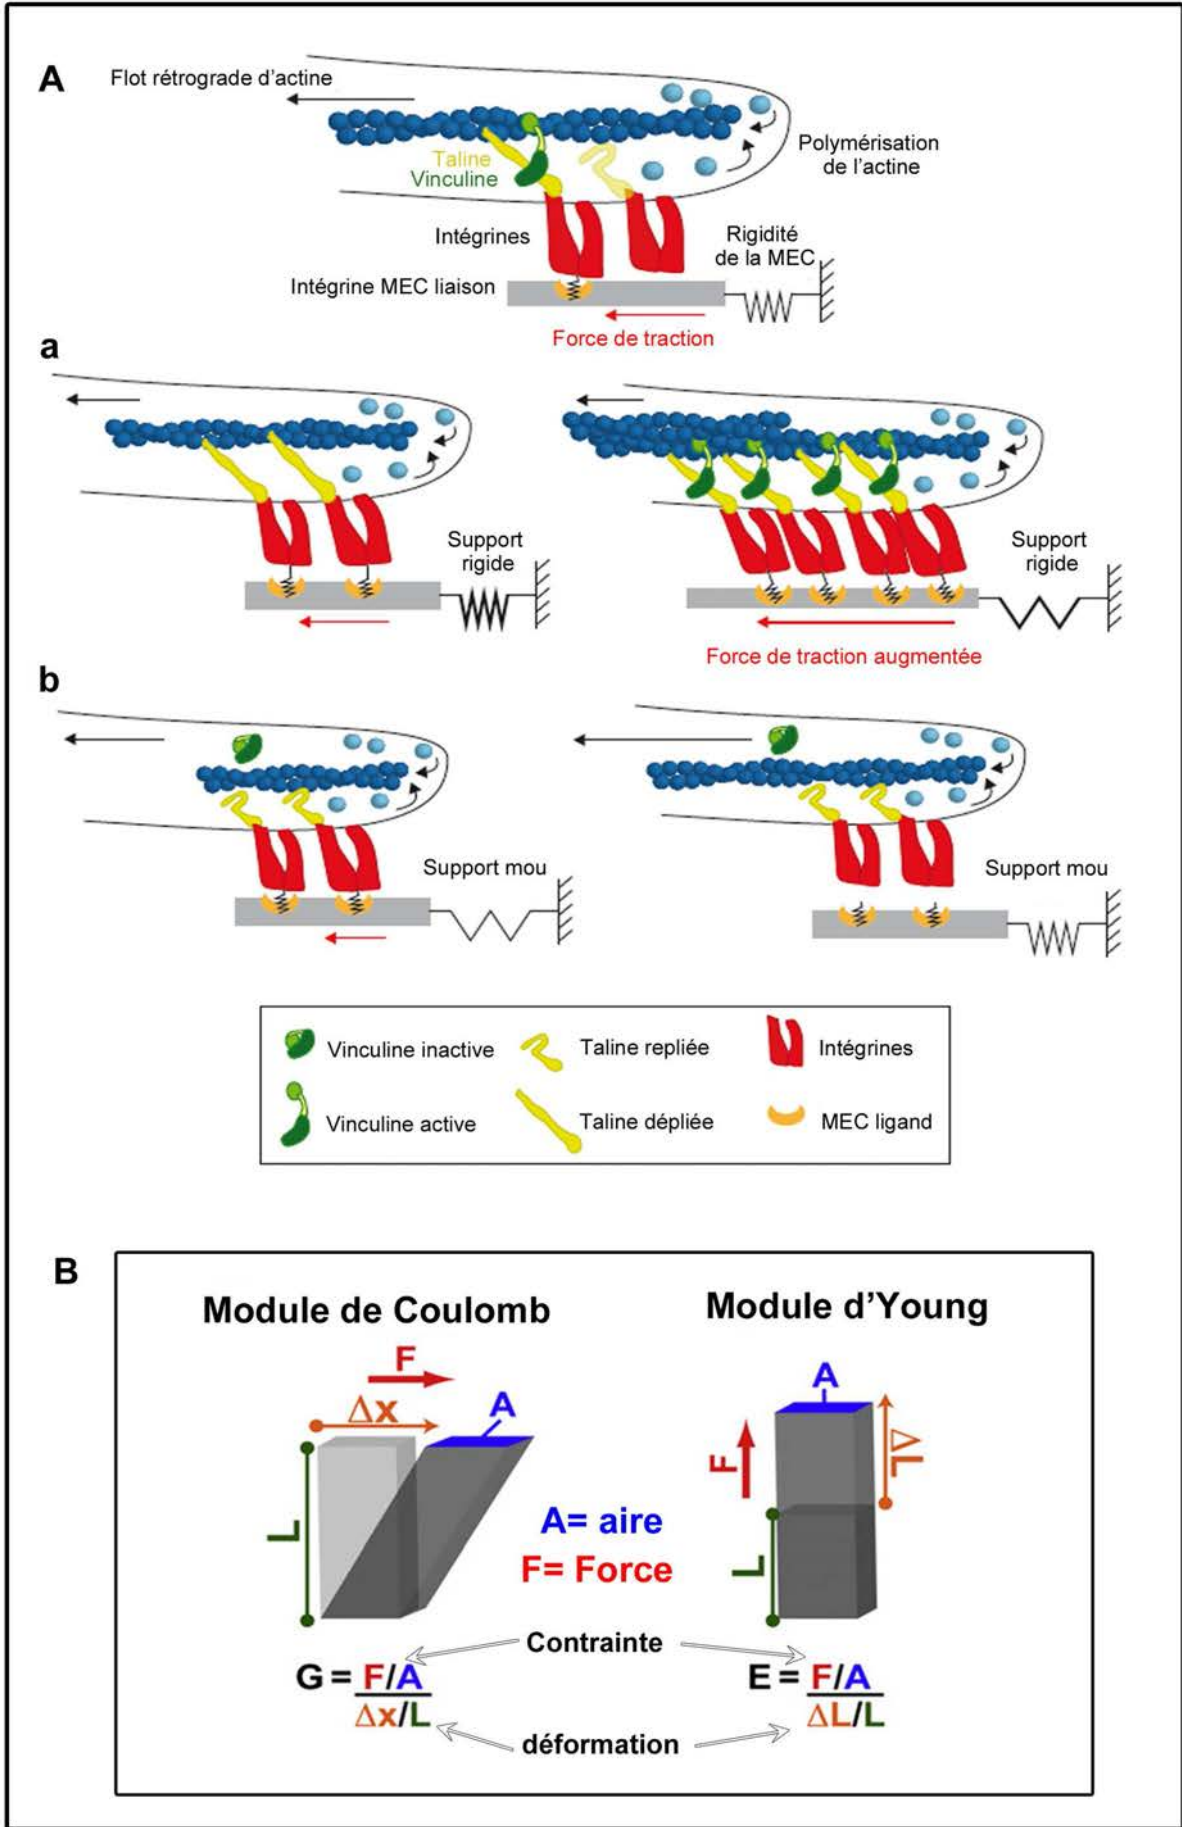 A
Flot rétrograde d'actine
Polymérisation
de l'actine
Taline
Vinculine
Intégrines
Rigidité
de la MEC
Intégrine MEC liaison
Force de traction
a
Support
rigide
Support
rigide
Force de traction augmentée
b
Support mou
Support mou
Vinculine inactive
Taline repliée
Intégrines
Vinculine active
Taline dépliée
MEC ligand
B
Module de Coulomb
Module d'Young
F
Δx
A
L
A
F
ΔL
L
A= aire
F= Force
Contrainte
G = F/A
Δx/L
E = F/A
ΔL/L
déformation